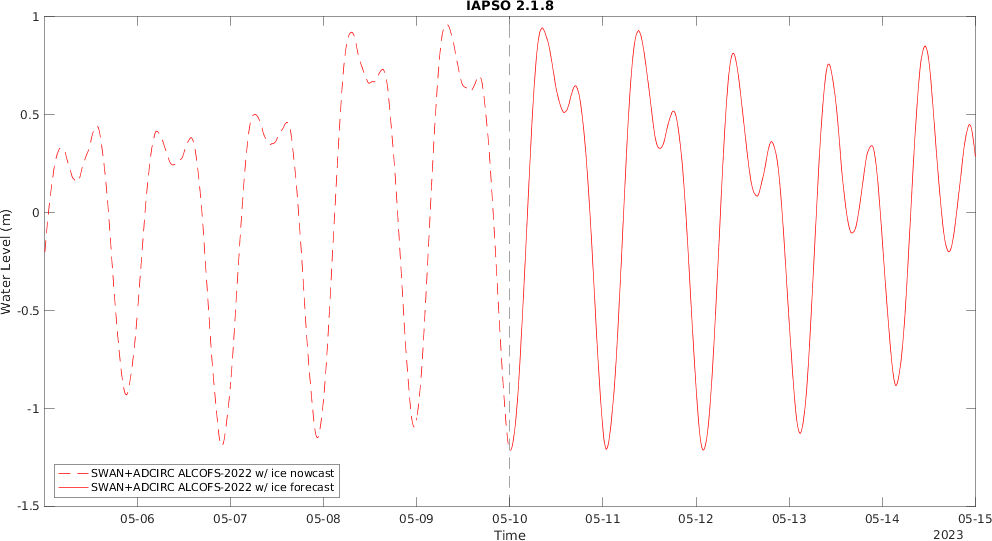 IAPSO 2.1.8
1
0.5
0
-0.5
-1
-1.5
Water Level (m)
SWAN+ADCIRC ALCOFS-2022 w/ ice nowcast
SWAN+ADCIRC ALCOFS-2022 w/ ice forecast
05-06 05-07 05-08 05-09 05-10 05-11 05-12 05-13 05-14 05-15
Time
2023